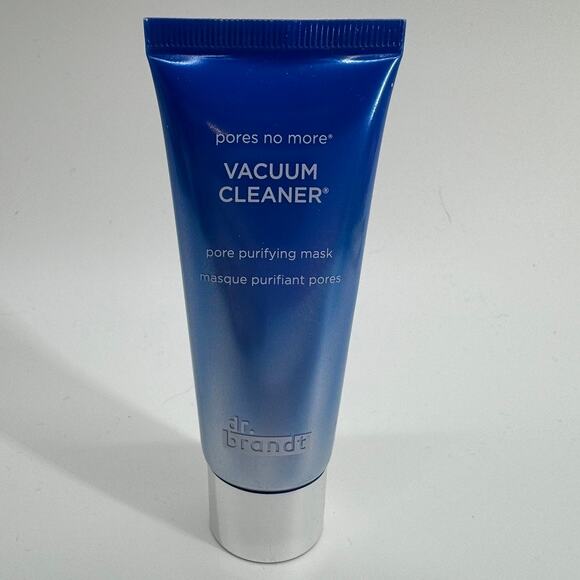 pores no more®
VACUUM
CLEANER®
pore purifying mask
masque purifiant pores
dr.
brandt